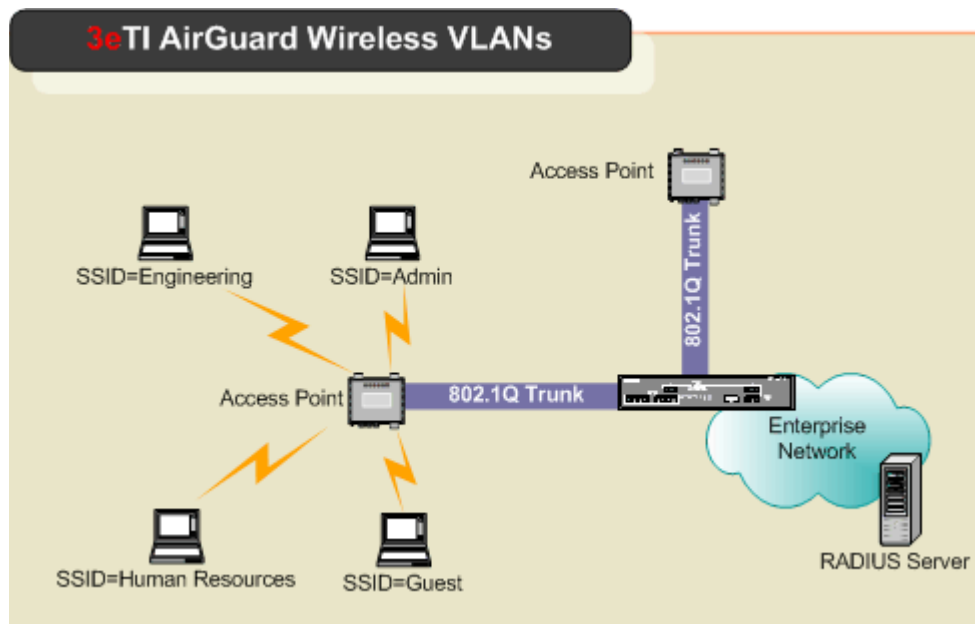 3eTI AirGuard Wireless VLANs
Access Point
802.1Q Trunk
SSID=Engineering
SSID=Admin
Access Point
802.1Q Trunk
Enterprise
Network
SSID=Human Resources
SSID=Guest
RADIUS Server